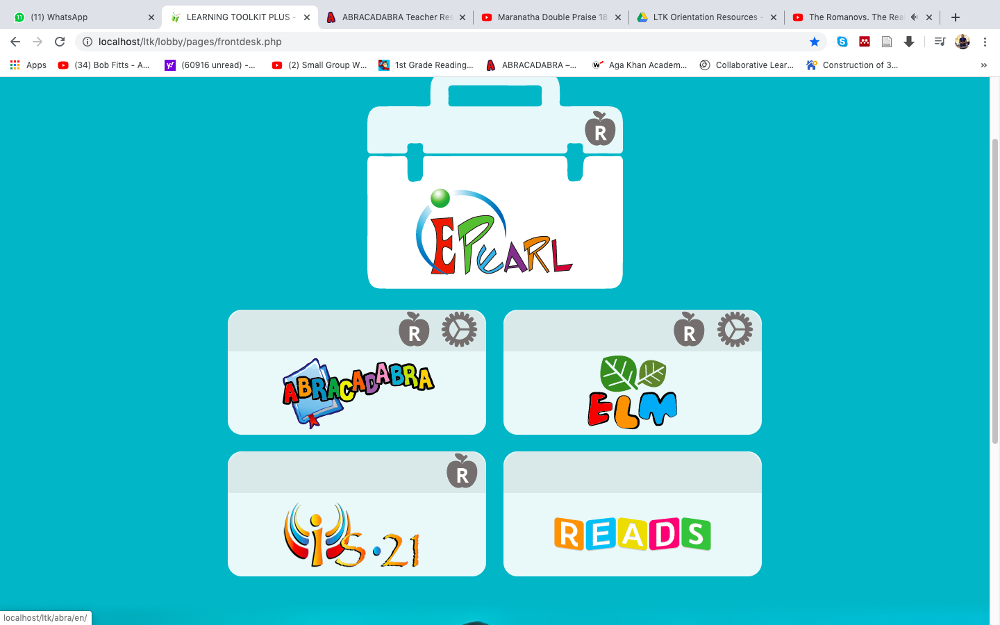 (11) WhatsApp
LEARNING TOOLKIT PLUS -
ABRACADABRA Teacher Res
Maranatha Double Praise 18
LTK Orientation Resources -
The Romanovs. The Rea
localhost/ltk/lobby/pages/frontdesk.php
Apps
(34) Bob Fitts - A...
(60916 unread) -...
(2) Small Group W...
1st Grade Reading...
ABRACADABRA –...
Aga Khan Academ...
Collaborative Lear...
Construction of 3...
»
R
EPEARL
R
R
ABRACADABRA
ELM
R
iS·21
READS
localhost/ltk/abra/en/